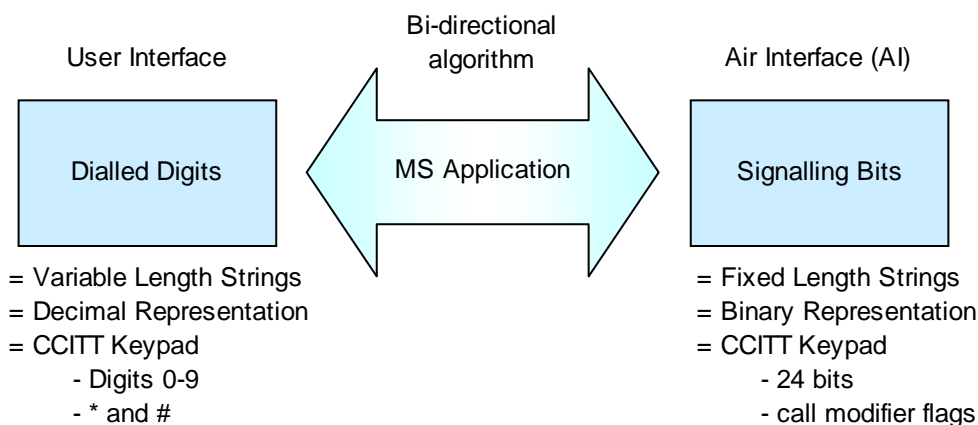 User Interface
Dialled Digits
= Variable Length Strings
= Decimal Representation
= CCITT Keypad
- Digits 0-9
- * and #
Bi-directional
algorithm
MS Application
Air Interface (AI)
Signalling Bits
= Fixed Length Strings
= Binary Representation
= CCITT Keypad
- 24 bits
- call modifier flags